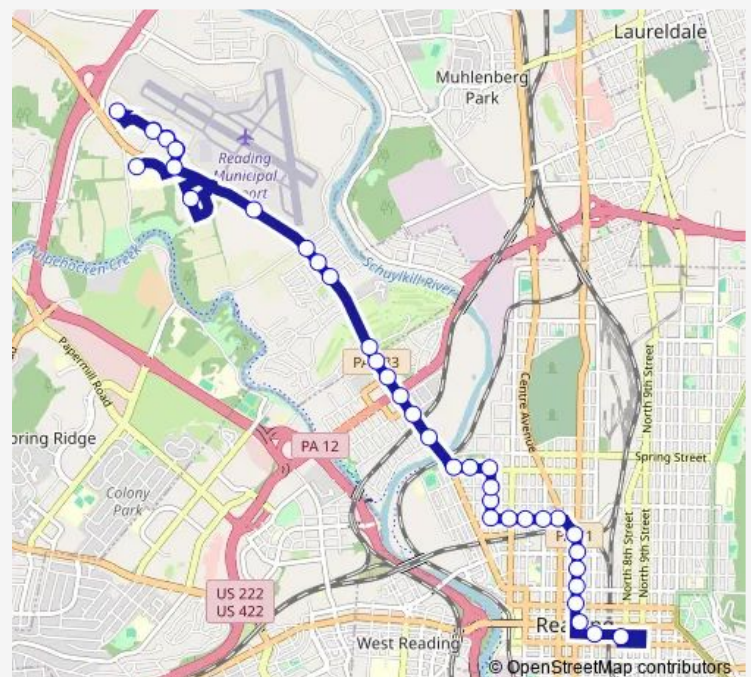 Laureldale
Muhlenberg
Park
Reading
Municipal
Tulpehocken Creek
Schuylkill River
Papermill Road
Centre Avenue
North 9th Street
PA 12
Spring Ridge
Colony
Park
Spring Street
North 8th Street
North 9th Street
US 222
US 422
West Reading
© OpenStreetMap contributors